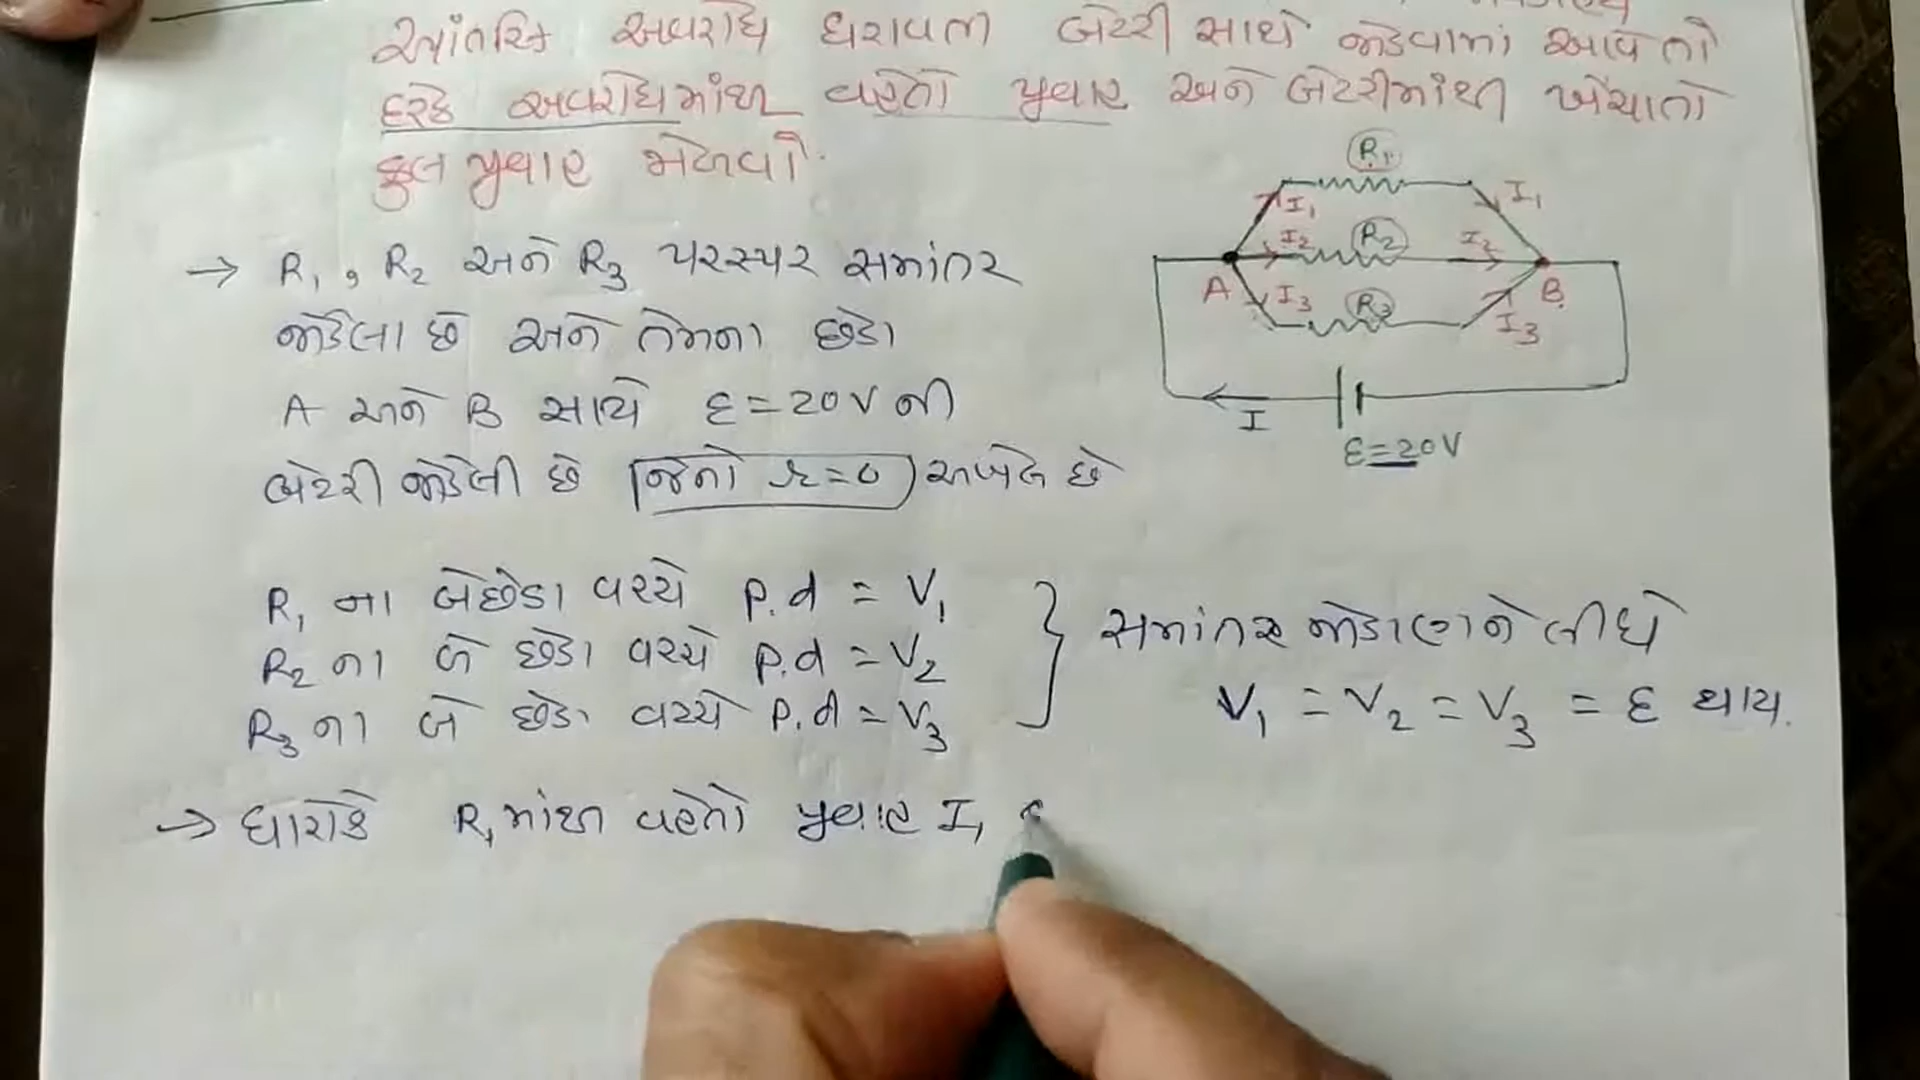 આંતરિક અવરોધ ધરાવતી બેટરી સાથે જોડવામાં આવે તો
દરેક અવરોધમાંથી વહેતો પ્રવાહ અને બેટરીમાંથી ખેંચાતો
કુલ પ્રવાહ મેળવો.
R₁
I₁ I₁
I₂ R₂ I₂
A I₃ R₃ I₃ B
I
ε=20V
→ R₁, R₂ અને R₃ પરસ્પર સમાંતર
જોડેલા છે અને તેમના છેડા
A અને B સાથે ε=20V ની
બેટરી જોડેલી છે જેનો r=0 આપેલ છે
R₁ ના બે છેડા વચ્ચે P.d = V₁
R₂ ના બે છેડા વચ્ચે P.d = V₂
R₃ ના બે છેડા વચ્ચે P.d = V₃
સમાંતર જોડાણને લીધે
V₁ = V₂ = V₃ = ε થાય.
→ ધારોકે R₁માંથી વહેતો પ્રવાહ I₁